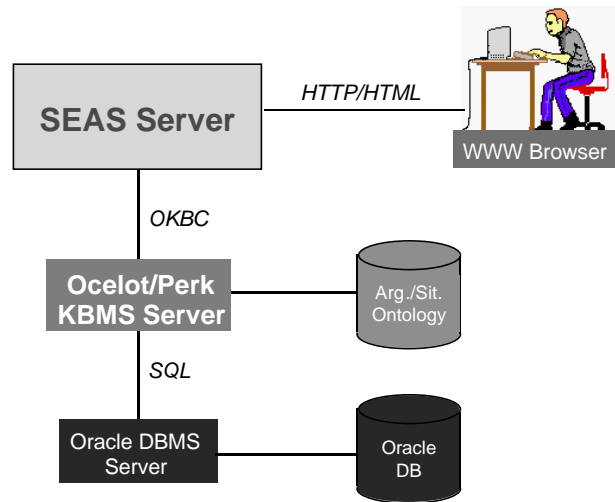 SEAS Server
HTTP/HTML
WWW Browser
OKBC
Ocelot/Perk
KBMS Server
Arg./Sit.
Ontology
SQL
Oracle DBMS
Server
Oracle
DB